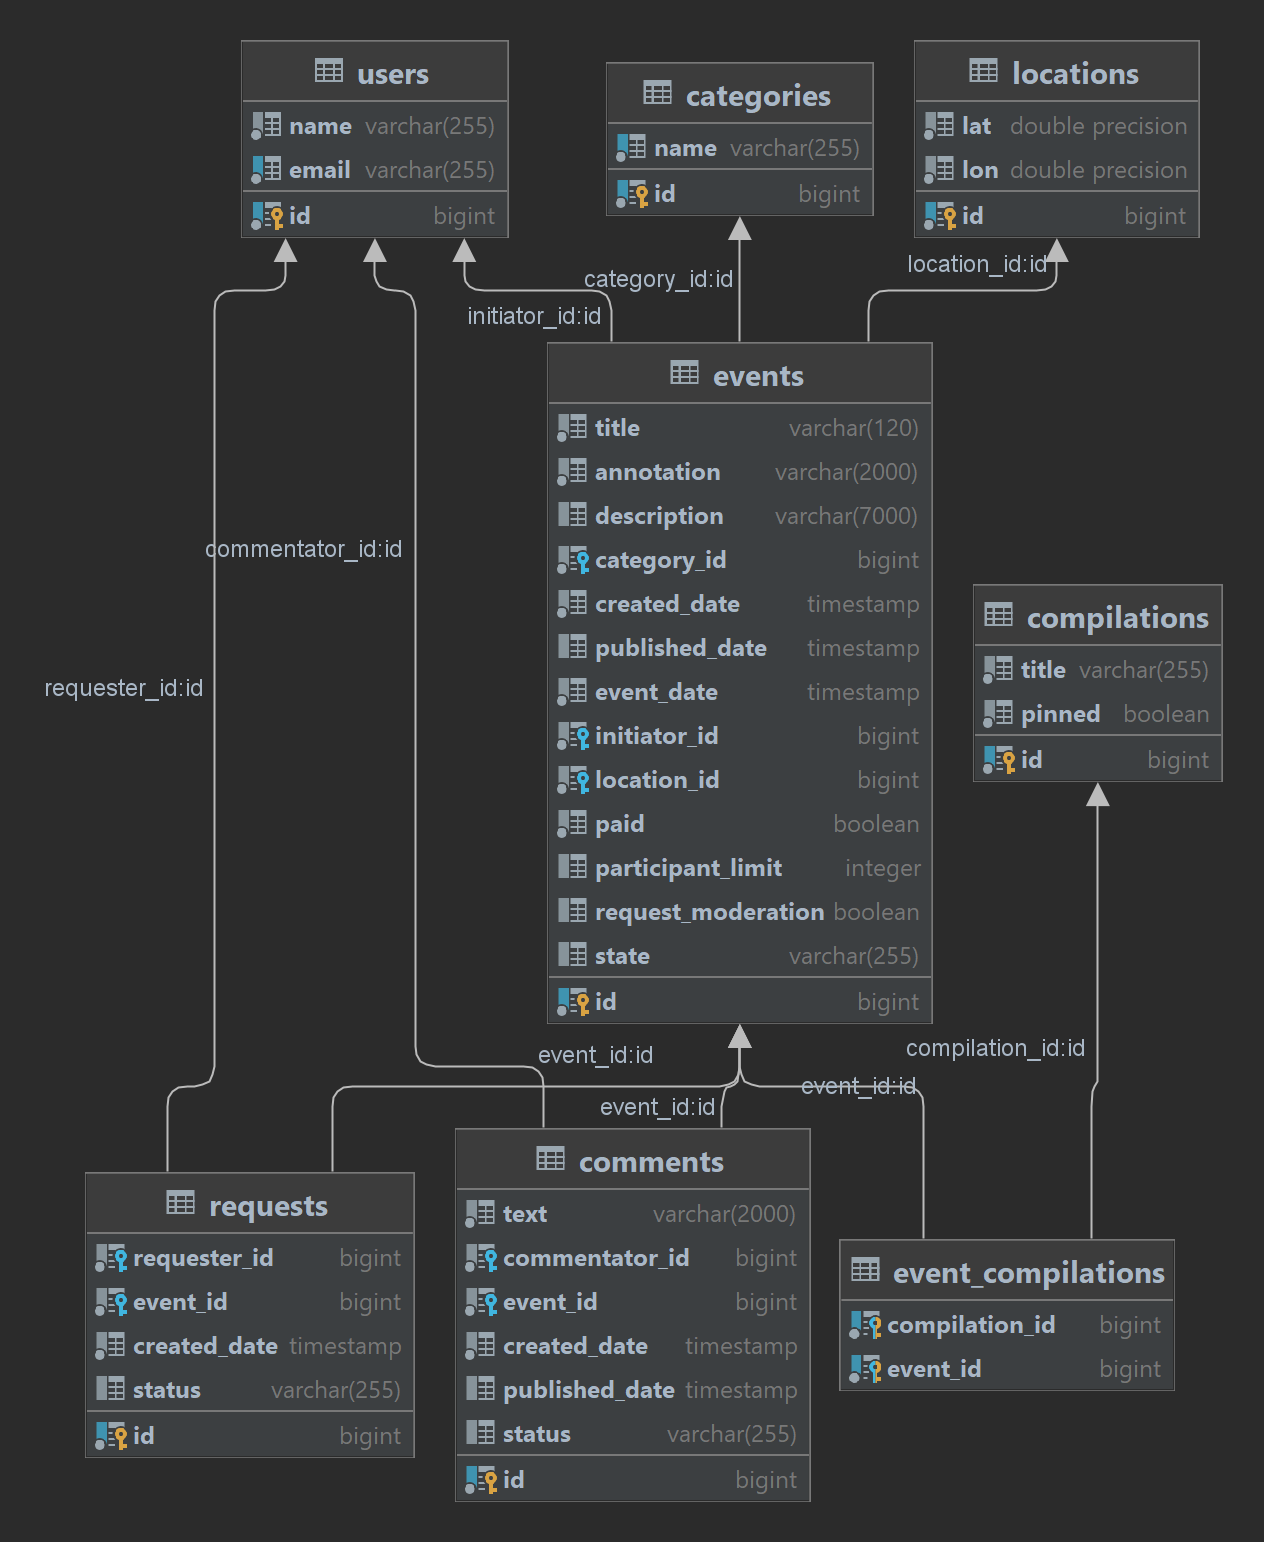 users
name varchar(255)
email varchar(255)
id bigint
categories
name varchar(255)
id bigint
locations
lat double precision
lon double precision
id bigint
category_id:id
location_id:id
initiator_id:id
events
title varchar(120)
annotation varchar(2000)
description varchar(7000)
category_id bigint
created_date timestamp
published_date timestamp
event_date timestamp
initiator_id bigint
location_id bigint
paid boolean
participant_limit integer
request_moderation boolean
state varchar(255)
id bigint
commentator_id:id
requester_id:id
compilations
title varchar(255)
pinned boolean
id bigint
event_id:id
compilation_id:id
event_id:id
event_id:id
requests
requester_id bigint
event_id bigint
created_date timestamp
status varchar(255)
id bigint
comments
text varchar(2000)
commentator_id bigint
event_id bigint
created_date timestamp
published_date timestamp
status varchar(255)
id bigint
event_compilations
compilation_id bigint
event_id bigint